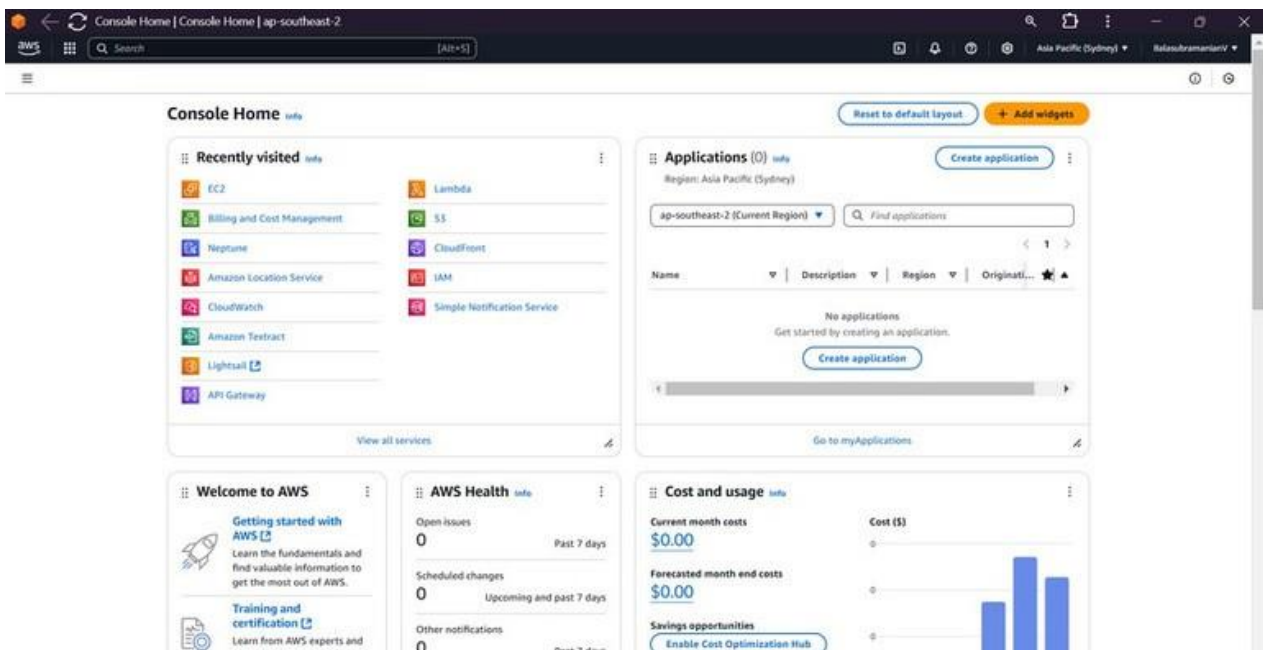 Console Home | Console Home | ap-southeast-2
aws
Search [Alt+S]
Asia Pacific (Sydney)
BalasubramanianV
Console Home Info
Reset to default layout
+ Add widgets
Recently visited Info
EC2
Billing and Cost Management
Neptune
Amazon Location Service
CloudWatch
Amazon Textract
Lightsail
API Gateway
Lambda
S3
CloudFront
IAM
Simple Notification Service
View all services
Applications (0) Info
Create application
Region: Asia Pacific (Sydney)
ap-southeast-2 (Current Region)
Find applications
1
Name Description Region Originati...
No applications
Get started by creating an application.
Create application
Go to myApplications
Welcome to AWS
Getting started with
AWS
Learn the fundamentals and
find valuable information to
get the most out of AWS.
Training and
certification
Learn from AWS experts and
AWS Health Info
Open issues
0 Past 7 days
Scheduled changes
0 Upcoming and past 7 days
Other notifications
0 Past 7 days
Cost and usage Info
Current month costs
$0.00
Forecasted month end costs
$0.00
Savings opportunities
Enable Cost Optimization Hub
Cost ($)
0
0
0